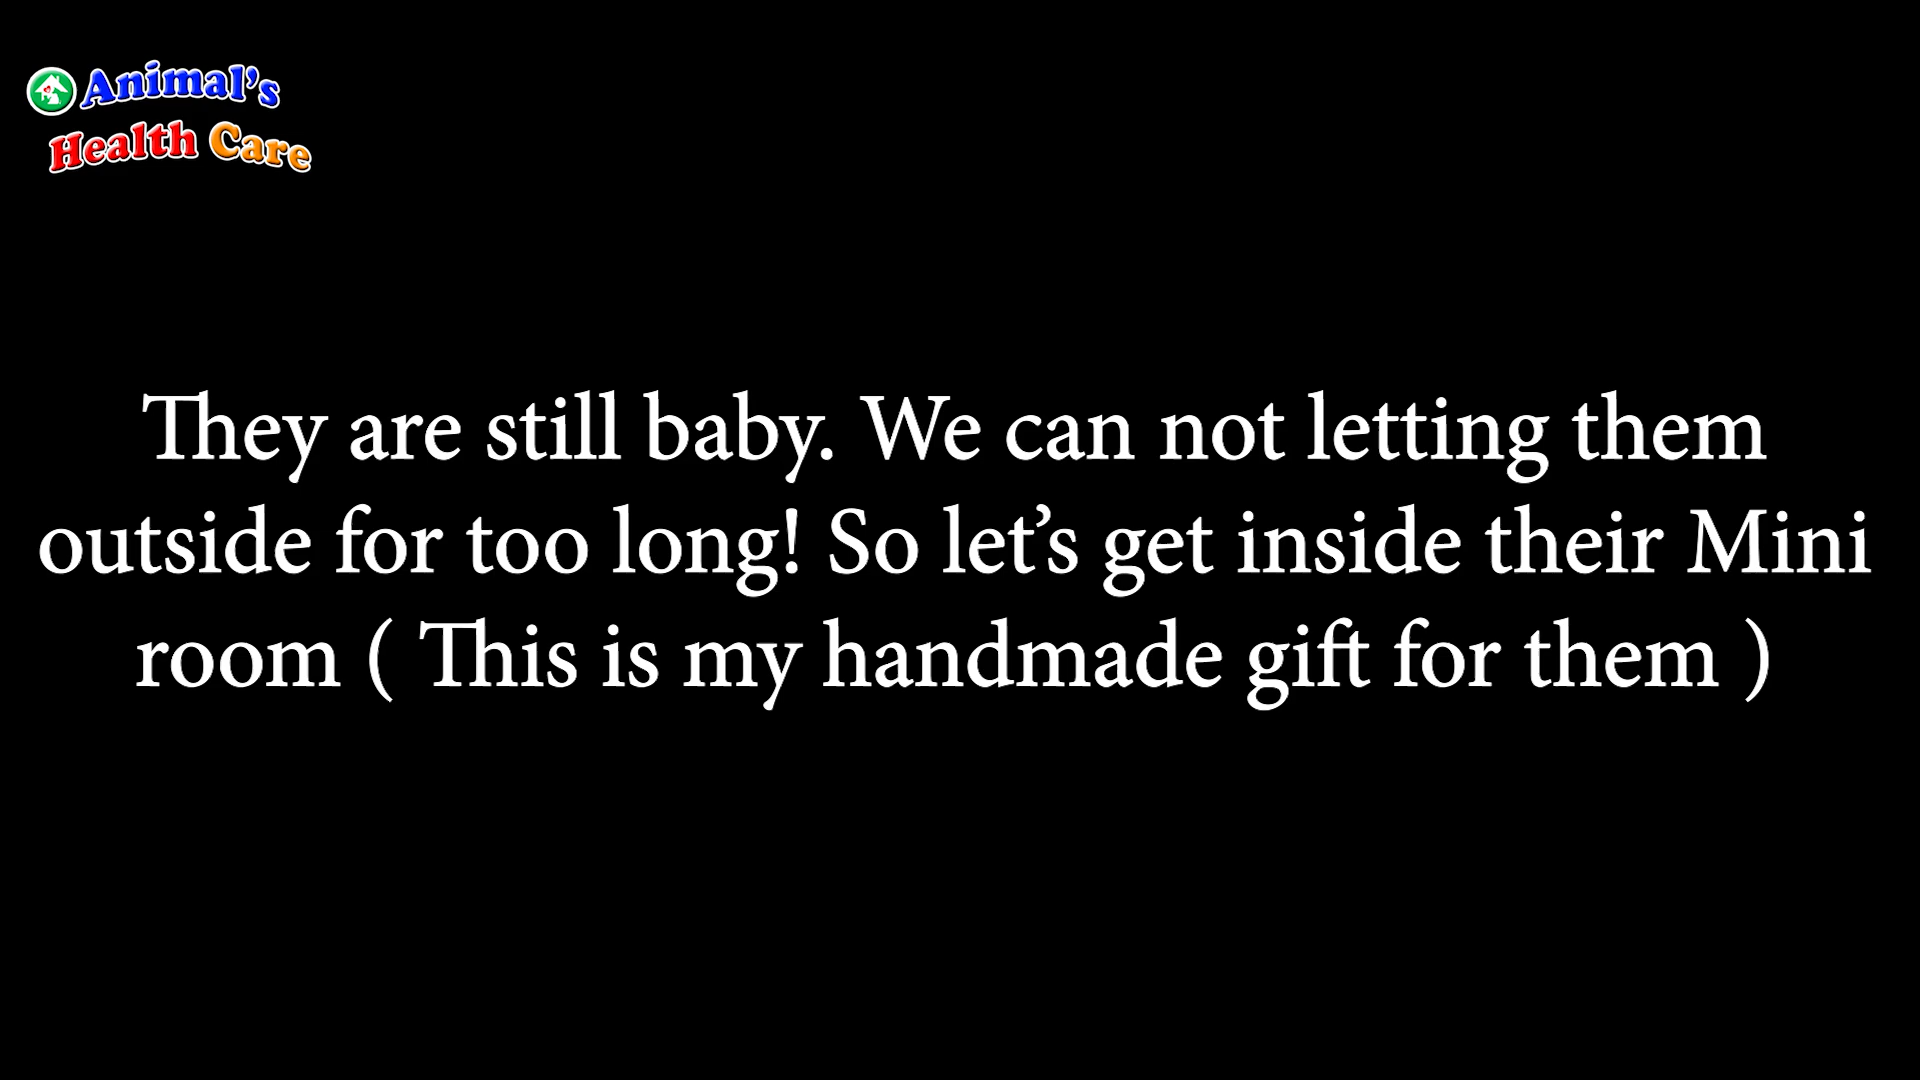 Animal's
Health Care
They are still baby. We can not letting them
outside for too long! So let’s get inside their Mini
room ( This is my handmade gift for them )